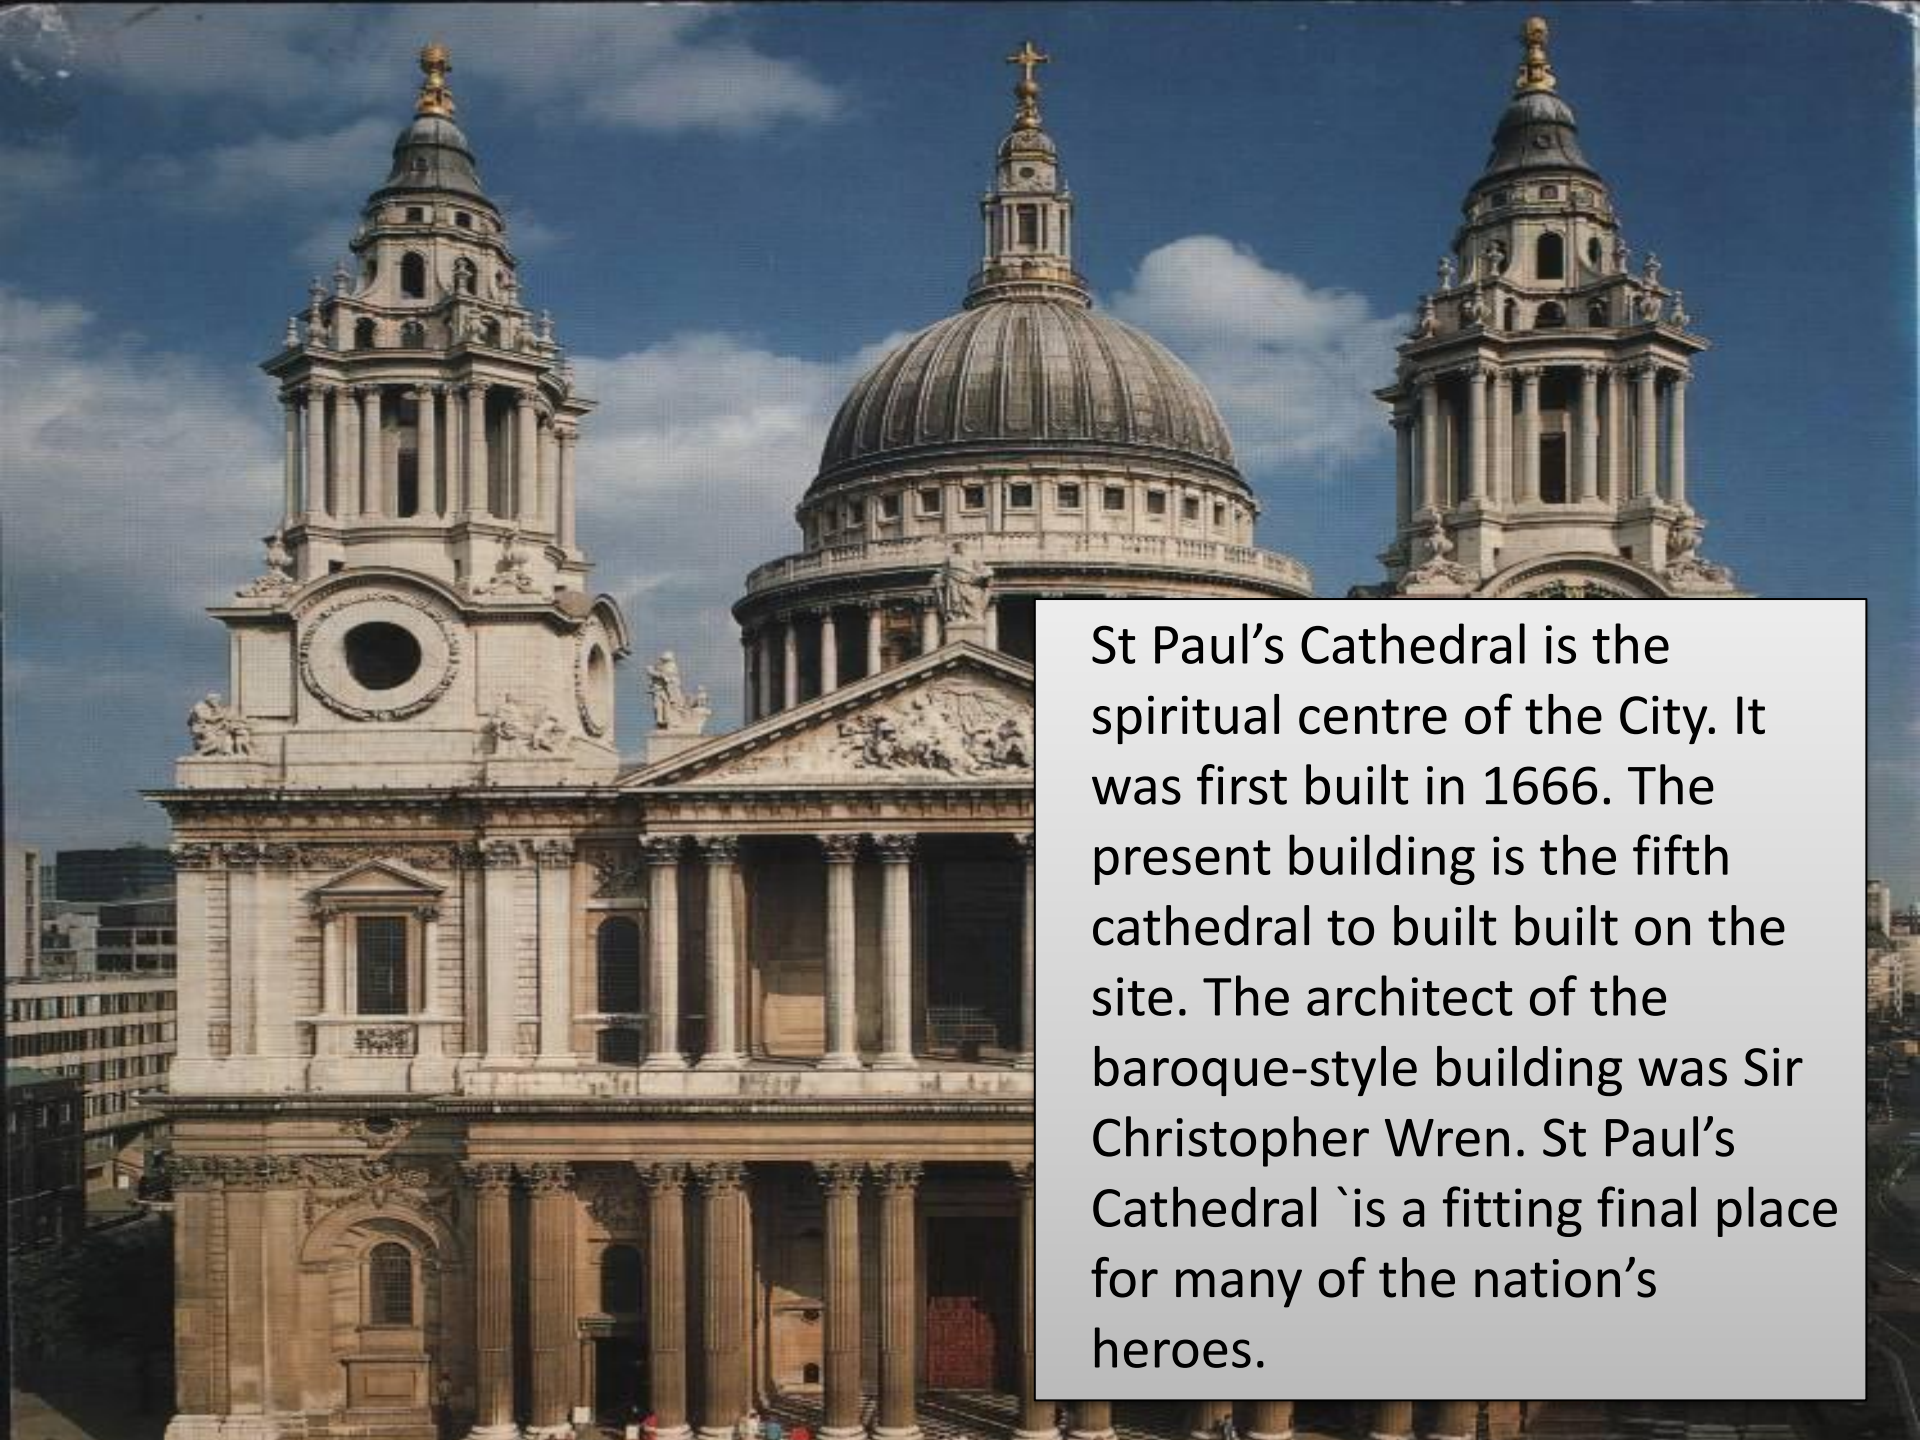 St Paul’s Cathedral is the
spiritual centre of the City. It
was first built in 1666. The
present building is the fifth
cathedral to built built on the
site. The architect of the
baroque-style building was Sir
Christopher Wren. St Paul’s
Cathedral `is a fitting final place
for many of the nation’s
heroes.